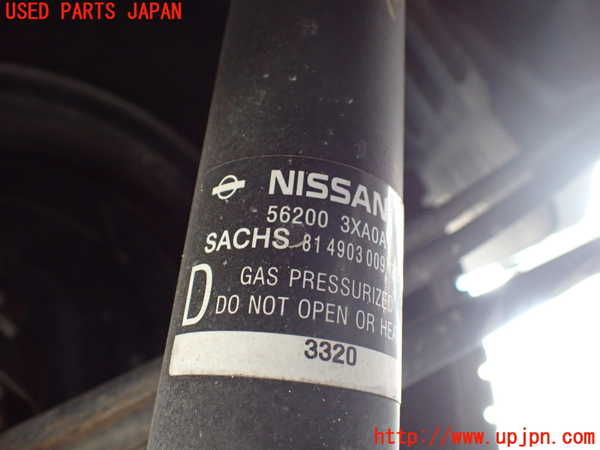 USED PARTS JAPAN
NISSAN
56200 3XA0A
SACHS 814903009
D
GAS PRESSURIZED
DO NOT OPEN OR
3320
http://www.upjpn.com/